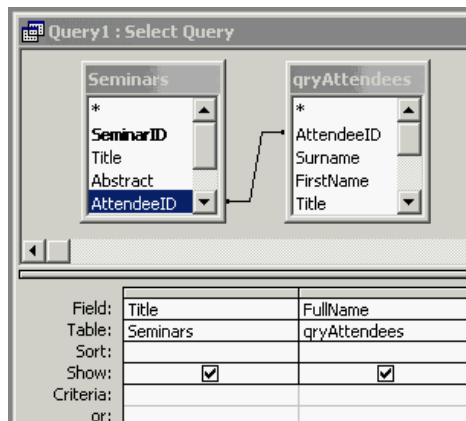 Query1 : Select Query
Seminars
*
SeminarID
Title
Abstract
AttendeeID
qryAttendees
*
AttendeeID
Surname
FirstName
Title
Field: Title FullName
Table: Seminars qryAttendees
Sort:
Show:
Criteria:
or: